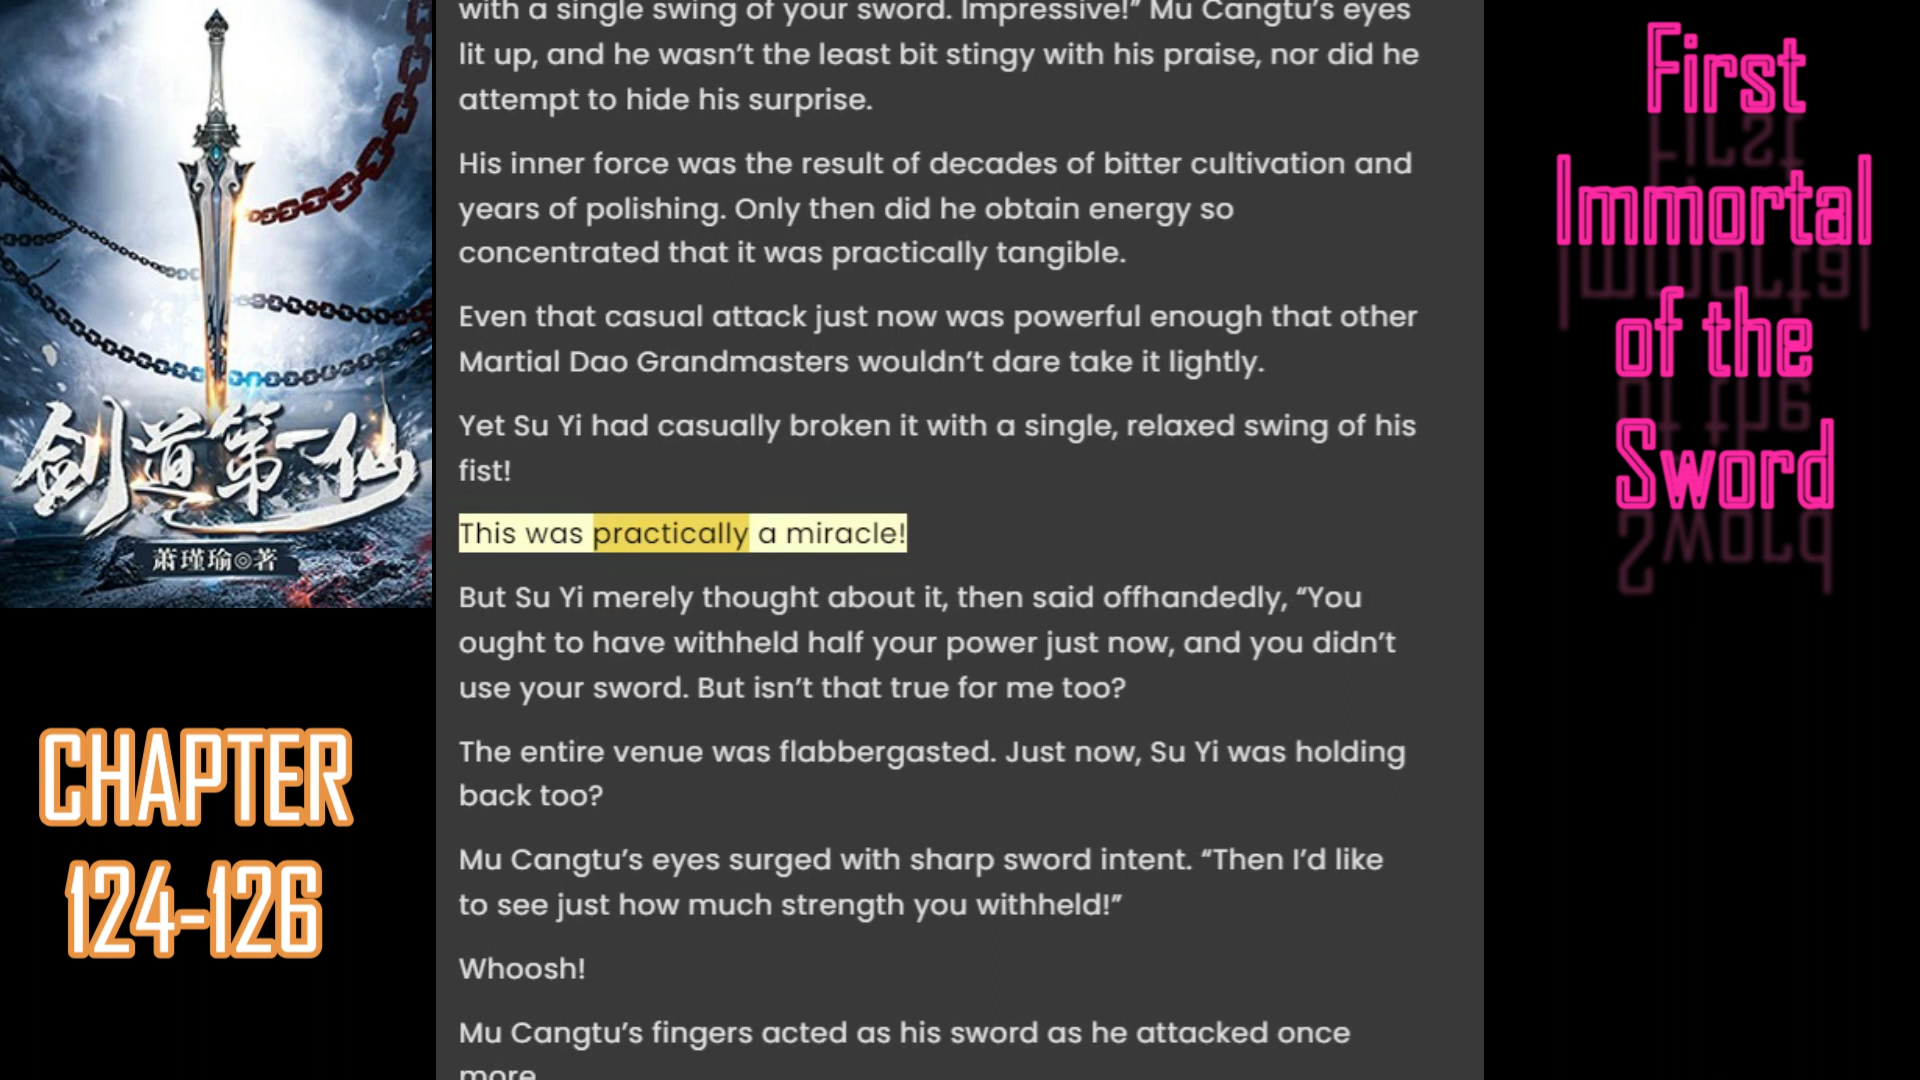 剑道第一仙
萧瑾瑜◎著
CHAPTER
124-126
with a single swing of your sword. Impressive!” Mu Cangtu’s eyes
lit up, and he wasn’t the least bit stingy with his praise, nor did he
attempt to hide his surprise.
His inner force was the result of decades of bitter cultivation and
years of polishing. Only then did he obtain energy so
concentrated that it was practically tangible.
Even that casual attack just now was powerful enough that other
Martial Dao Grandmasters wouldn’t dare take it lightly.
Yet Su Yi had casually broken it with a single, relaxed swing of his
fist!
This was practically a miracle!
But Su Yi merely thought about it, then said offhandedly, “You
ought to have withheld half your power just now, and you didn’t
use your sword. But isn’t that true for me too?
The entire venue was flabbergasted. Just now, Su Yi was holding
back too?
Mu Cangtu’s eyes surged with sharp sword intent. “Then I’d like
to see just how much strength you withheld!”
Whoosh!
Mu Cangtu’s fingers acted as his sword as he attacked once
more.
First
Immortal
of the
Sword